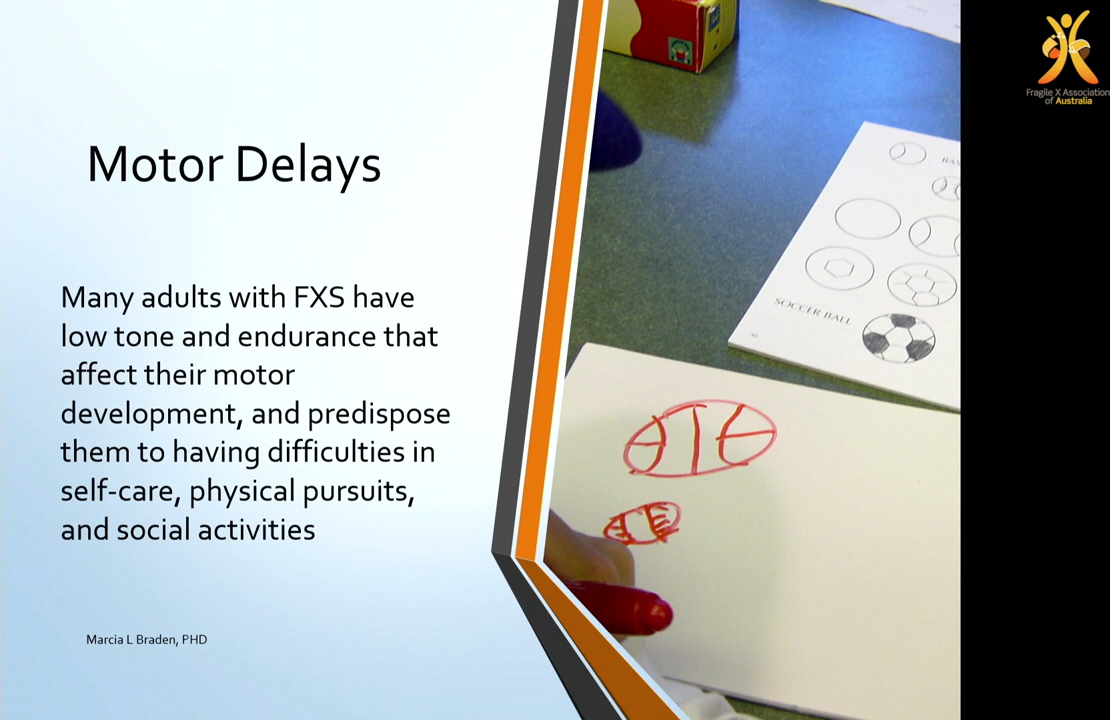 Motor Delays
Many adults with FXS have
low tone and endurance that
affect their motor
development, and predispose
them to having difficulties in
self-care, physical pursuits,
and social activities
Marcia L Braden, PHD
SOCCER BALL
Fragile X Association
of Australia